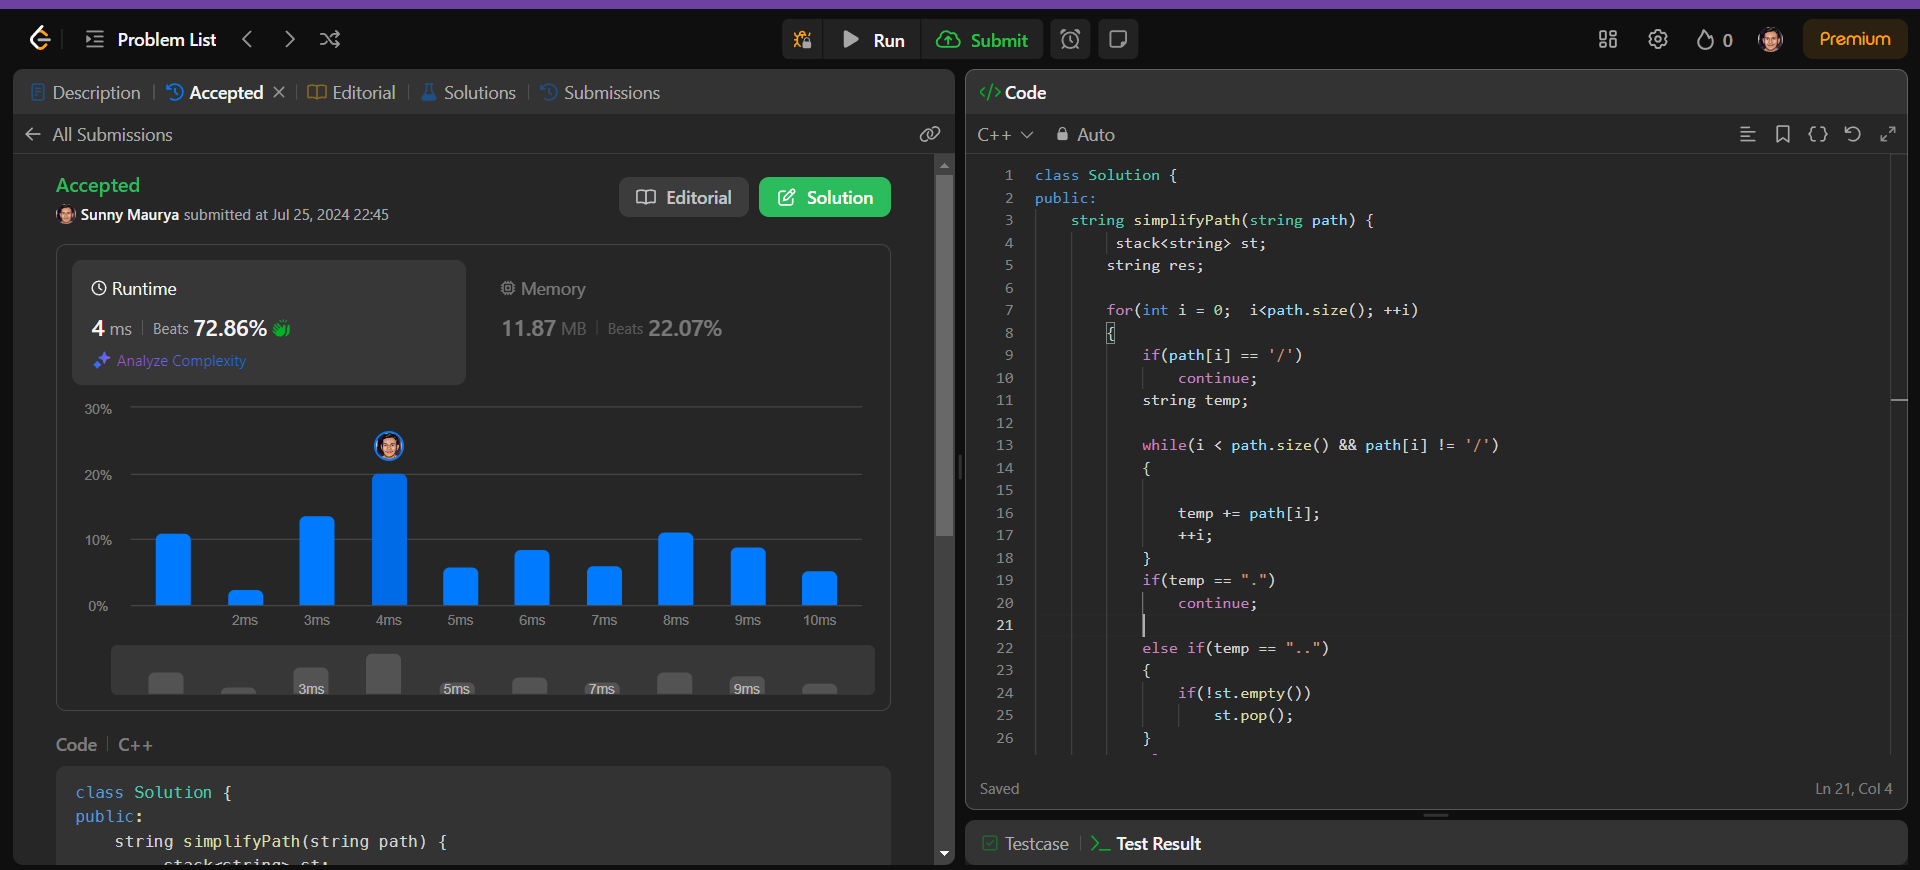 Problem List
Run
Submit
0
Premium
Description
Accepted
Editorial
Solutions
Submissions
All Submissions
Accepted
Sunny Maurya submitted at Jul 25, 2024 22:45
Editorial
Solution
Runtime
4 ms
Beats 72.86%
Analyze Complexity
Memory
11.87 MB
Beats 22.07%
30%
20%
10%
0%
2ms
3ms
4ms
5ms
6ms
7ms
8ms
9ms
10ms
3ms
5ms
7ms
9ms
Code
C++
class Solution {
public:
string simplifyPath(string path) {
stack<string> st;
</> Code
C++
Auto
1 class Solution {
2 public:
3 string simplifyPath(string path) {
4 stack<string> st;
5 string res;
6
7 for(int i = 0;  i<path.size(); ++i)
8 {
9 if(path[i] == '/')
10 continue;
11 string temp;
12
13 while(i < path.size() && path[i] != '/')
14 {
15
16 temp += path[i];
17 ++i;
18 }
19 if(temp == ".")
20 continue;
21
22 else if(temp == "..")
23 {
24 if(!st.empty())
25 st.pop();
26 }
Saved
Ln 21, Col 4
Testcase
Test Result